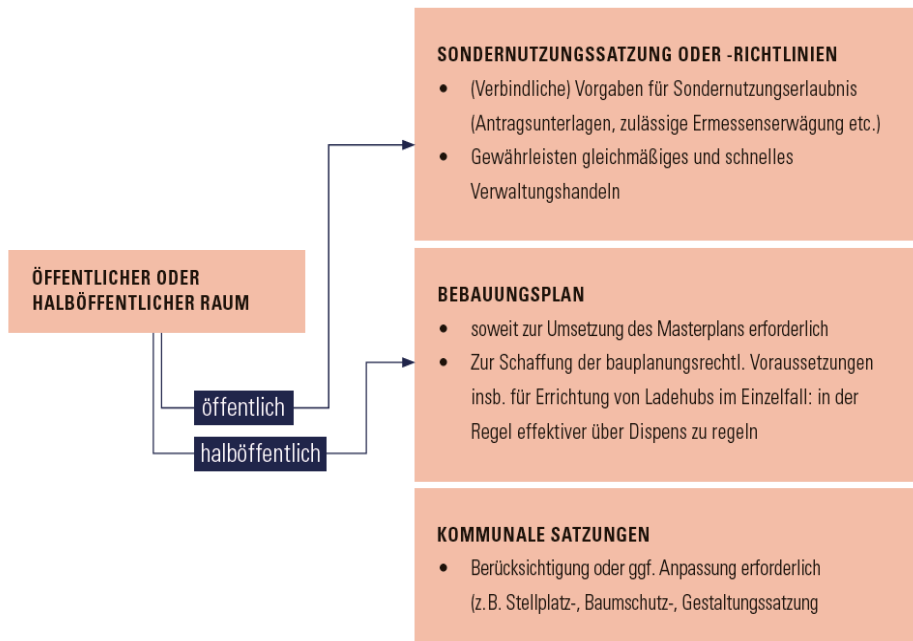 ÖFFENTLICHER ODER
HALBÖFFENTLICHER RAUM
öffentlich
halböffentlich
SONDERNUTZUNGSSATZUNG ODER -RICHTLINIEN
• (Verbindliche) Vorgaben für Sondernutzungserlaubnis
(Antragsunterlagen, zulässige Ermessenserwägung etc.)
• Gewährleisten gleichmäßiges und schnelles
Verwaltungshandeln
BEBAUUNGSPLAN
• soweit zur Umsetzung des Masterplans erforderlich
• Zur Schaffung der bauplanungsrechtl. Voraussetzungen
insb. für Errichtung von Ladehubs im Einzelfall: in der
Regel effektiver über Dispens zu regeln
KOMMUNALE SATZUNGEN
• Berücksichtigung oder ggf. Anpassung erforderlich
(z.B. Stellplatz-, Baumschutz-, Gestaltungssatzung